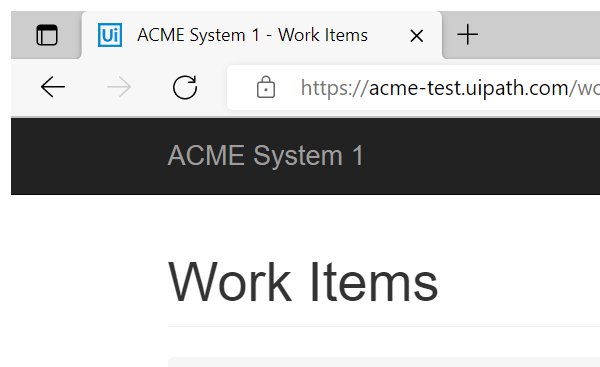 Ui ACME System 1 - Work Items
https://acme-test.uipath.com/wo
ACME System 1
Work Items